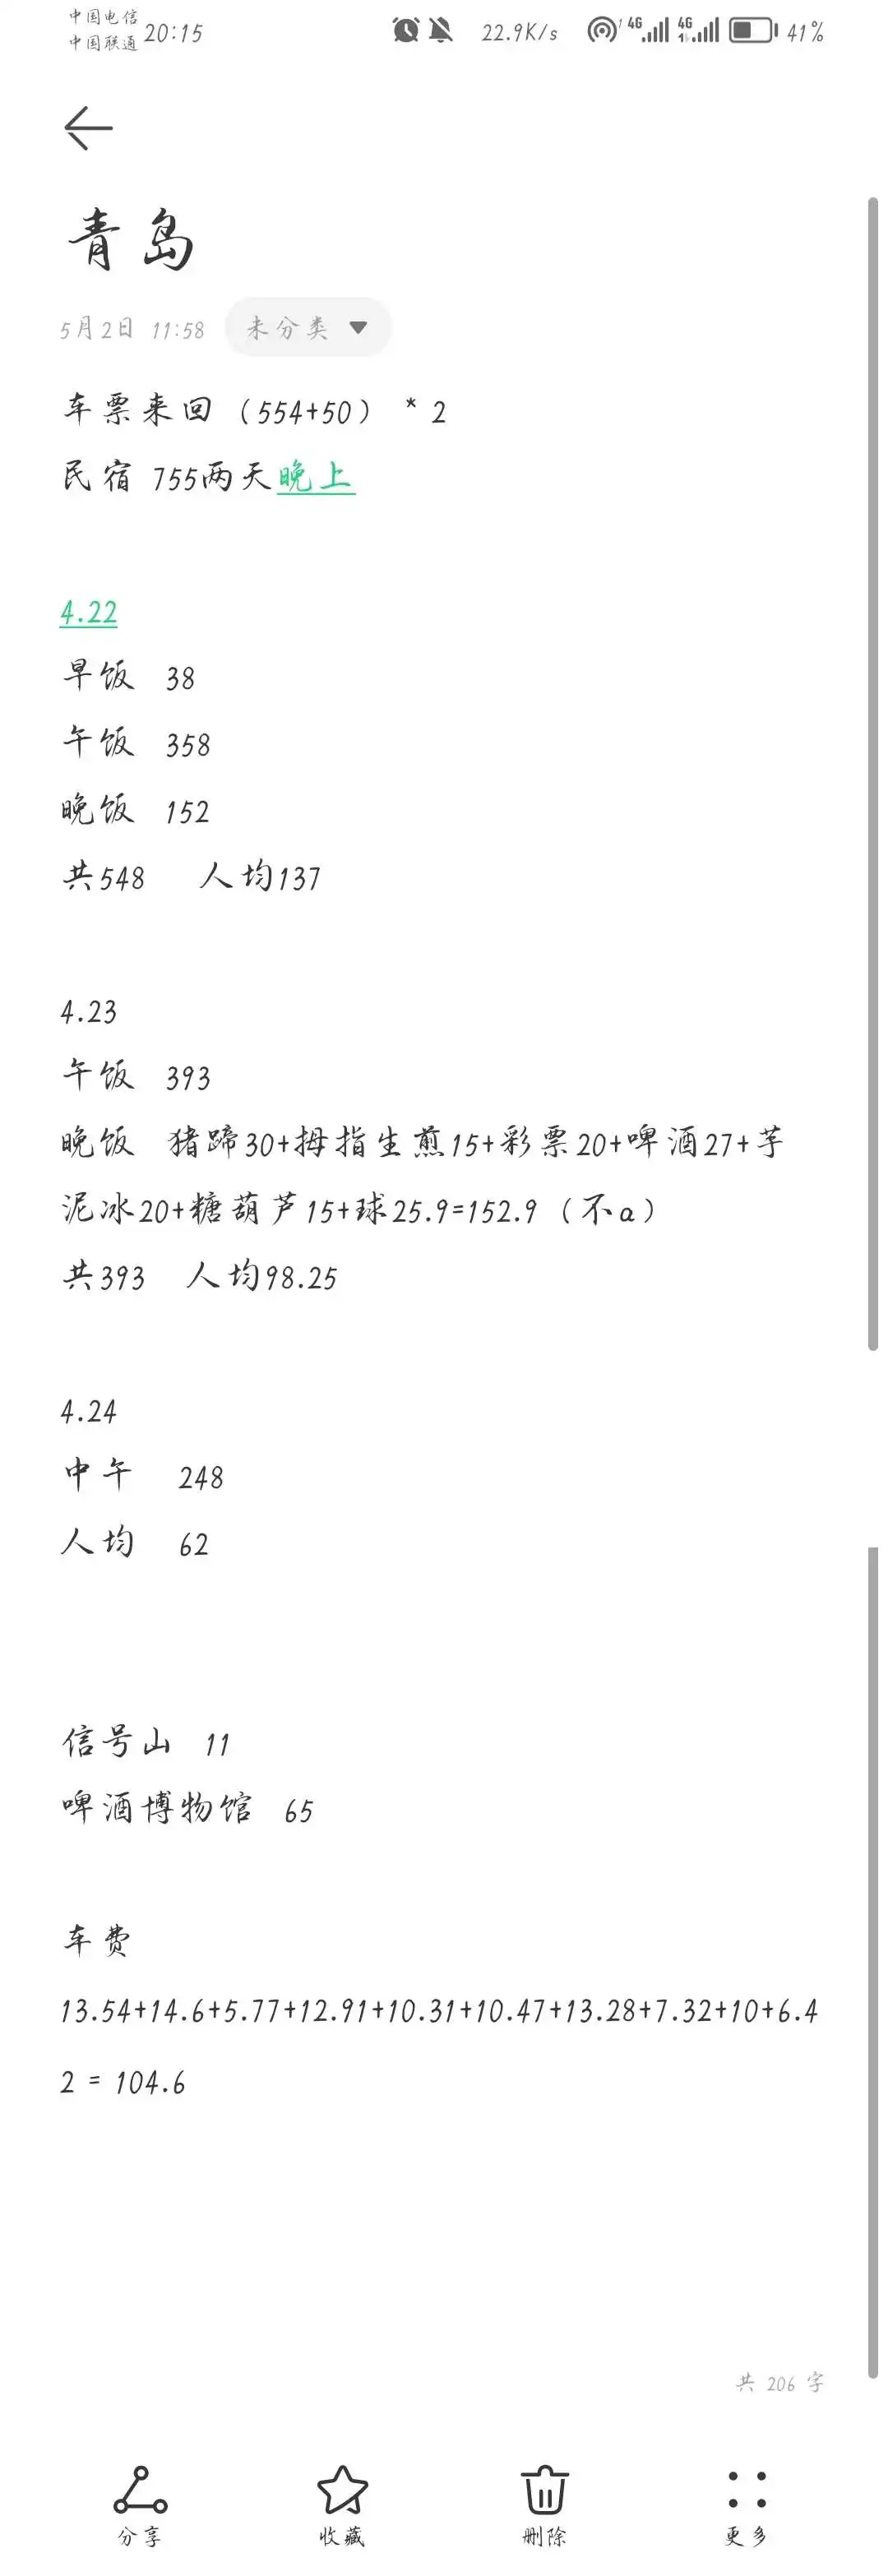 中国电信
中国联通 20:15 22.9K/s 4G 4G 41%
青岛
5月2日 11:58 未分类
车票来回（554+50） * 2
民宿 755两天晚上
4.22
早饭 38
午饭 358
晚饭 152
共548 人均137
4.23
午饭 393
晚饭 猪蹄30+拇指生煎15+彩票20+啤酒27+芋
泥冰20+糖葫芦15+球25.9=152.9（不a）
共393 人均98.25
4.24
中午 248
人均 62
信号山 11
啤酒博物馆 65
车费
13.54+14.6+5.77+12.91+10.31+10.47+13.28+7.32+10+6.4
2 = 104.6
共 206 字
分享 收藏 删除 更多